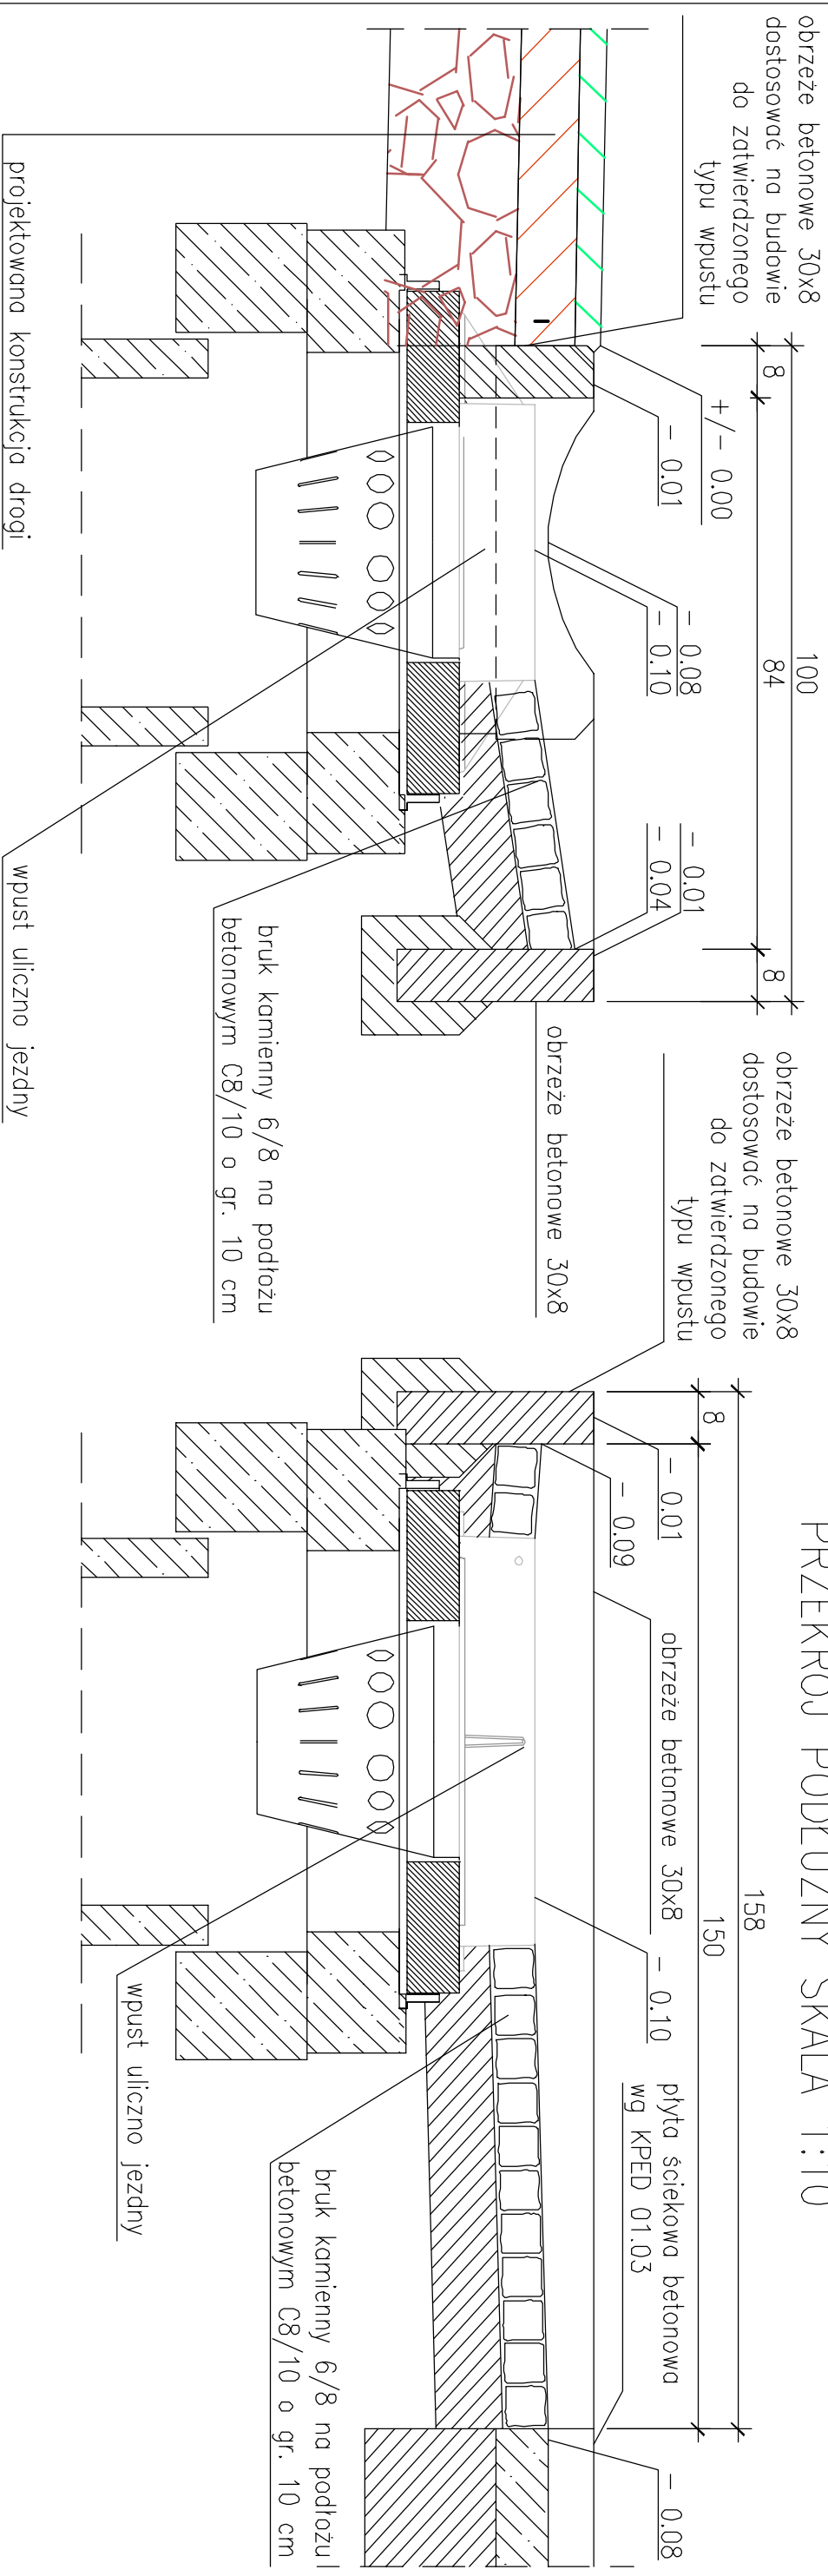 obrzeże betonowe 30x8
dostosować na budowie
do zatwierdzonego
typu wpustu
100
8
84
8
+/- 0.00
- 0.01
- 0.08
- 0.10
- 0.01
- 0.04
projektowana konstrukcja drogi
wpust uliczno jezdny
bruk kamienny 6/8 na podłożu
betonowym C8/10 o gr. 10 cm
obrzeże betonowe 30x8
PRZEKRÓJ PODŁUŻNY SKALA 1:10
obrzeże betonowe 30x8
dostosować na budowie
do zatwierdzonego
typu wpustu
158
8
150
- 0.01
- 0.09
obrzeże betonowe 30x8
- 0.10
płyta ściekowa betonowa
wg KPED 01.03
- 0.08
wpust uliczno jezdny
bruk kamienny 6/8 na podłożu
betonowym C8/10 o gr. 10 cm